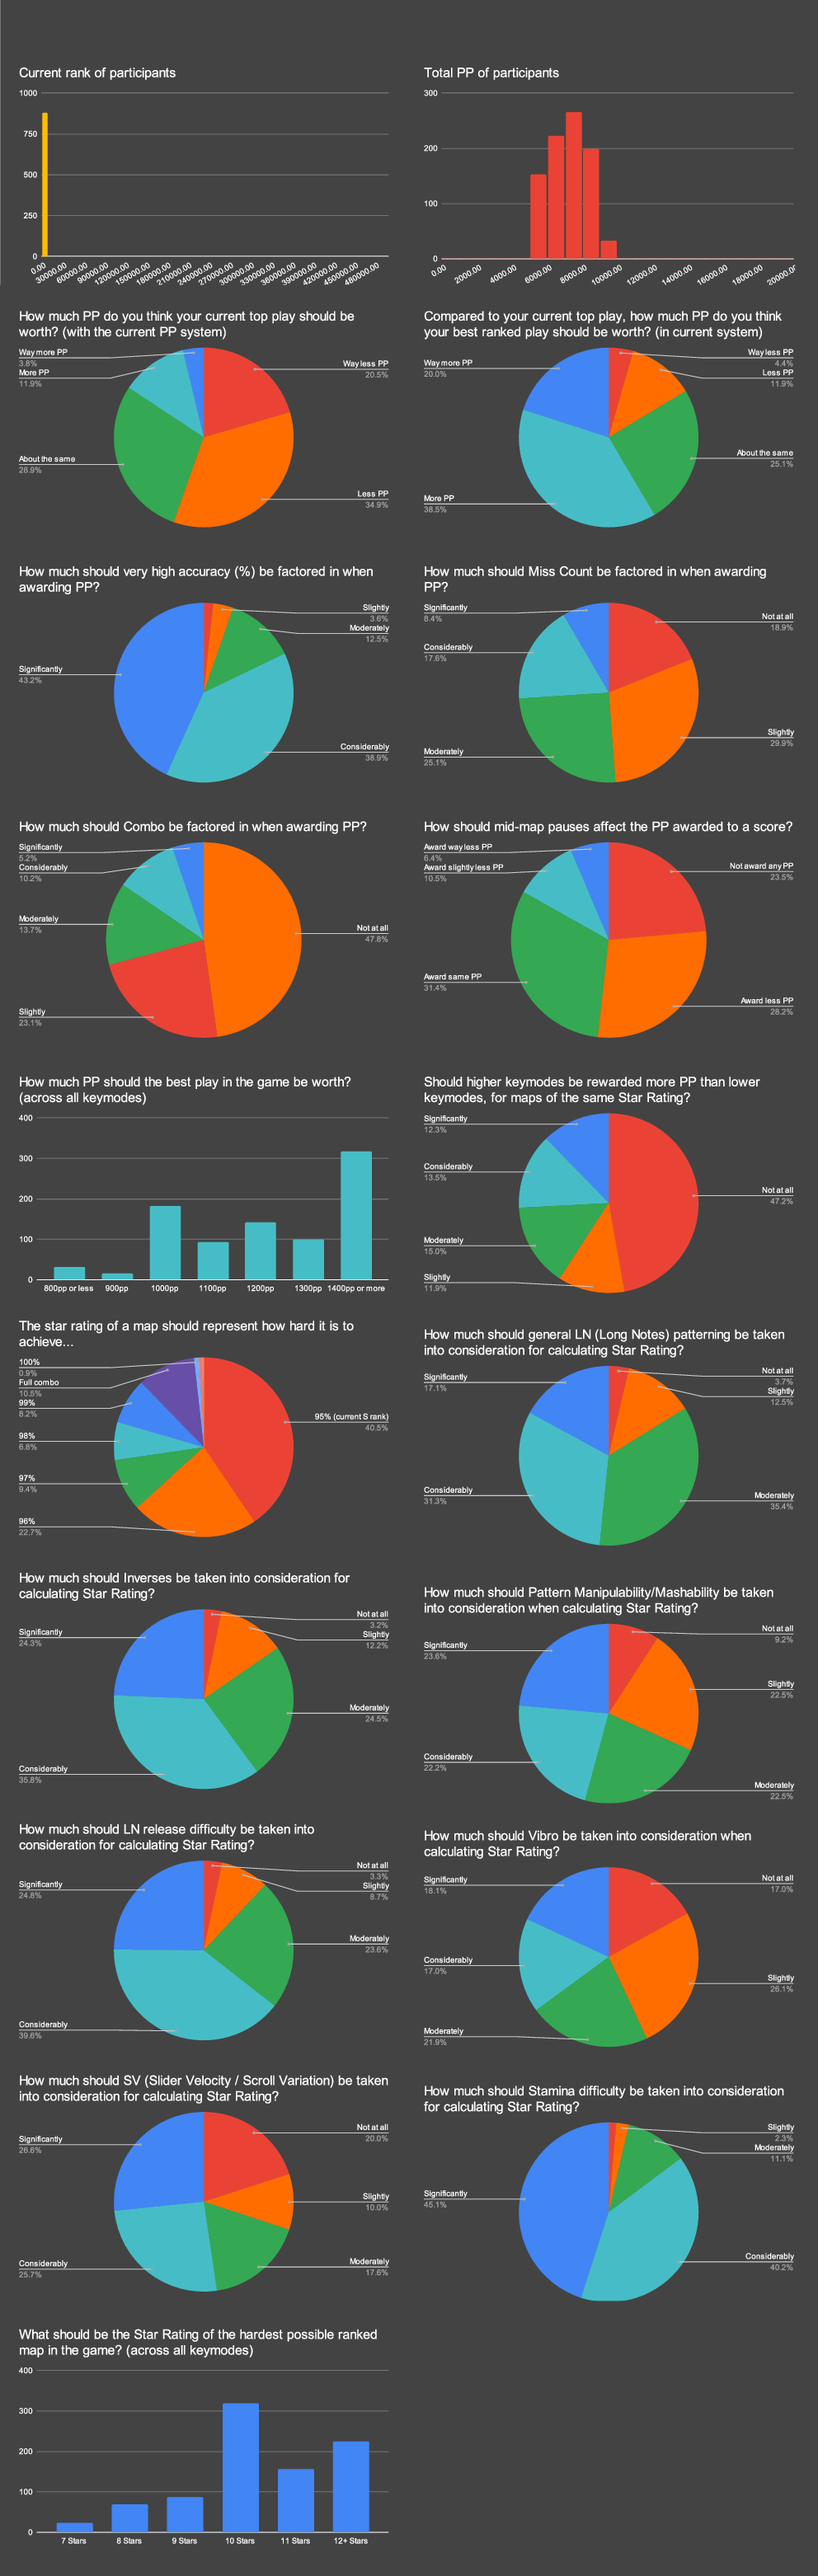 Current rank of participants
1000
750
500
250
0
0.00
30000.00
60000.00
90000.00
120000.00
150000.00
180000.00
210000.00
240000.00
270000.00
300000.00
330000.00
360000.00
390000.00
420000.00
450000.00
480000.00
Total PP of participants
300
200
100
0
0.00
2000.00
4000.00
6000.00
8000.00
10000.00
12000.00
14000.00
16000.00
18000.00
20000.00
How much PP do you think your current top play should be
worth? (with the current PP system)
Way more PP
3.8%
More PP
11.9%
About the same
28.9%
Way less PP
20.5%
Less PP
34.9%
Compared to your current top play, how much PP do you think
your best ranked play should be worth? (in current system)
Way more PP
20.0%
More PP
38.5%
Way less PP
4.4%
Less PP
11.9%
About the same
25.1%
How much should very high accuracy (%) be factored in when
awarding PP?
Significantly
43.2%
Slightly
3.6%
Moderately
12.5%
Considerably
38.9%
How much should Miss Count be factored in when awarding
PP?
Significantly
8.4%
Considerably
17.6%
Moderately
25.1%
Not at all
18.9%
Slightly
29.9%
How much should Combo be factored in when awarding PP?
Significantly
5.2%
Considerably
10.2%
Moderately
13.7%
Slightly
23.1%
Not at all
47.8%
How should mid-map pauses affect the PP awarded to a score?
Award way less PP
6.4%
Award slightly less PP
10.5%
Award same PP
31.4%
Not award any PP
23.5%
Award less PP
28.2%
How much PP should the best play in the game be worth?
(across all keymodes)
400
300
200
100
0
800pp or less
900pp
1000pp
1100pp
1200pp
1300pp
1400pp or more
Should higher keymodes be rewarded more PP than lower
keymodes, for maps of the same Star Rating?
Significantly
12.3%
Considerably
13.5%
Moderately
15.0%
Slightly
11.9%
Not at all
47.2%
The star rating of a map should represent how hard it is to
achieve...
100%
0.9%
Full combo
10.5%
99%
8.2%
98%
6.8%
97%
9.4%
96%
22.7%
95% (current S rank)
40.5%
How much should general LN (Long Notes) patterning be taken
into consideration for calculating Star Rating?
Significantly
17.1%
Considerably
31.3%
Not at all
3.7%
Slightly
12.5%
Moderately
35.4%
How much should Inverses be taken into consideration for
calculating Star Rating?
Significantly
24.3%
Considerably
35.8%
Not at all
3.2%
Slightly
12.2%
Moderately
24.5%
How much should Pattern Manipulability/Mashability be taken
into consideration when calculating Star Rating?
Significantly
23.6%
Considerably
22.2%
Not at all
9.2%
Slightly
22.5%
Moderately
22.5%
How much should LN release difficulty be taken into
consideration for calculating Star Rating?
Significantly
24.8%
Considerably
39.6%
Not at all
3.3%
Slightly
8.7%
Moderately
23.6%
How much should Vibro be taken into consideration when
calculating Star Rating?
Significantly
18.1%
Considerably
17.0%
Moderately
21.9%
Not at all
17.0%
Slightly
26.1%
How much should SV (Slider Velocity / Scroll Variation) be taken
into consideration for calculating Star Rating?
Significantly
26.6%
Considerably
25.7%
Not at all
20.0%
Slightly
10.0%
Moderately
17.6%
How much should Stamina difficulty be taken into consideration
for calculating Star Rating?
Significantly
45.1%
Slightly
2.3%
Moderately
11.1%
Considerably
40.2%
What should be the Star Rating of the hardest possible ranked
map in the game? (across all keymodes)
400
300
200
100
0
7 Stars
8 Stars
9 Stars
10 Stars
11 Stars
12+ Stars